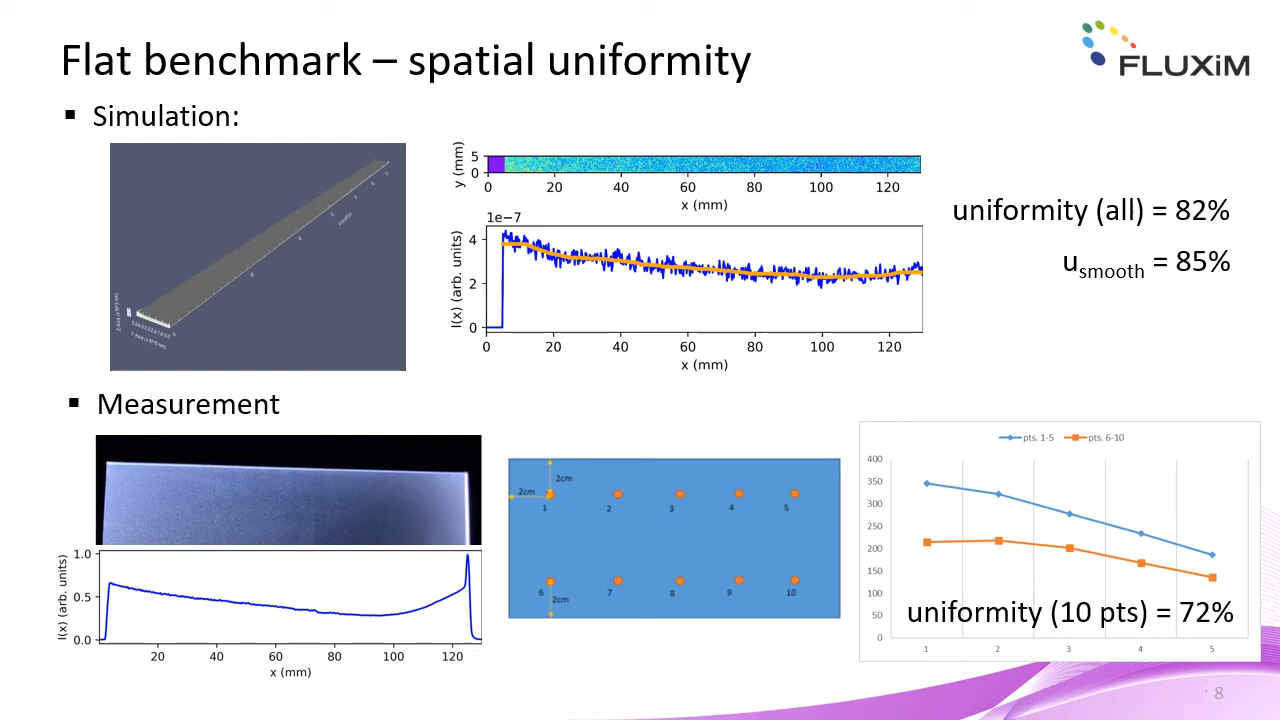 Flat benchmark – spatial uniformity
FLUXiM
▪ Simulation:
y (mm)
5
0
0 20 40 60 80 100 120
x (mm)
1e−7
I(x) (arb. units)
4
2
0
0 20 40 60 80 100 120
x (mm)
uniformity (all) = 82%
usmooth = 85%
▪ Measurement
I(x) (arb. units)
1.0
0.5
0.0
20 40 60 80 100 120
x (mm)
2cm
2cm
1 2 3 4 5
6 7 8 9 10
2cm
pts. 1-5 pts. 6-10
400
350
300
250
200
150
100
50
0
1 2 3 4 5
uniformity (10 pts) = 72%
8